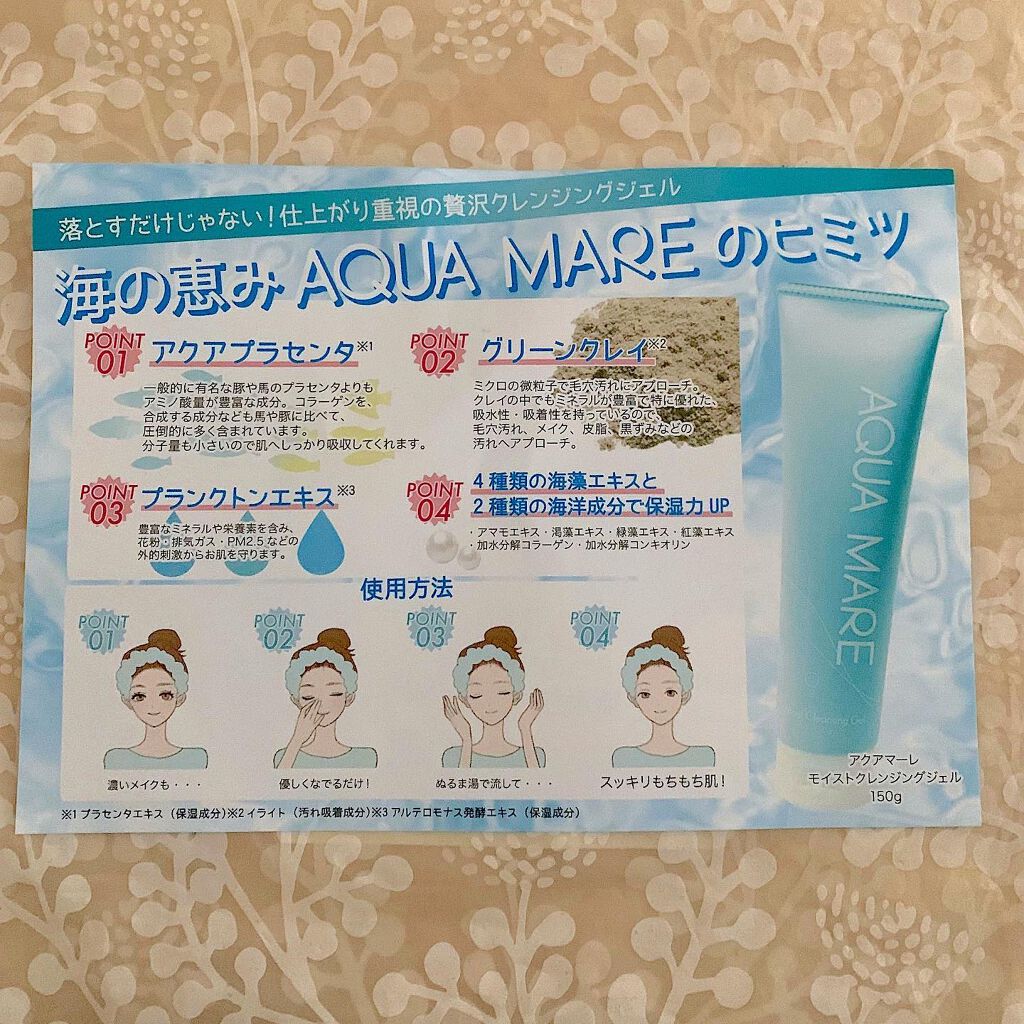 落とすだけじゃない!仕上がり重視の贅沢クレンジングジェル
海の恵み AQUA MARE のヒミツ
POINT 01 アクアプラセンタ※1
一般的に有名な豚や馬のプラセンタよりも
アミノ酸量が豊富な成分。コラーゲンを、
合成する成分なども馬や豚に比べて、
圧倒的に多く含まれています。
分子量も小さいので肌へしっかり吸収してくれます。
POINT 02 グリーンクレイ※2
ミクロの微粒子で毛穴汚れにアプローチ。
クレイの中でもミネラルが豊富で特に優れた、
吸水性・吸着性を持っているので、
毛穴汚れ、メイク、皮脂、黒ずみなどの
汚れへアプローチ。
POINT 03 プランクトンエキス※3
豊富なミネラルや栄養素を含み、
花粉・排気ガス・PM2.5などの
外的刺激からお肌を守ります。
POINT 04 4種類の海藻エキスと
2種類の海洋成分で保湿力UP
・アマモエキス・渇藻エキス・緑藻エキス・紅藻エキス
・加水分解コラーゲン・加水分解コンキオリン
使用方法
POINT 01
濃いメイクも・・・
POINT 02
優しくなでるだけ!
POINT 03
ぬるま湯で流して・・・
POINT 04
スッキリもちもち肌!
※1 プラセンタエキス(保湿成分)※2 イライト(汚れ吸着成分)※3 アルテロモナス発酵エキス(保湿成分)
AQUA MARE
Cleansing Gel
アクアマーレ
モイストクレンジングジェル
150g